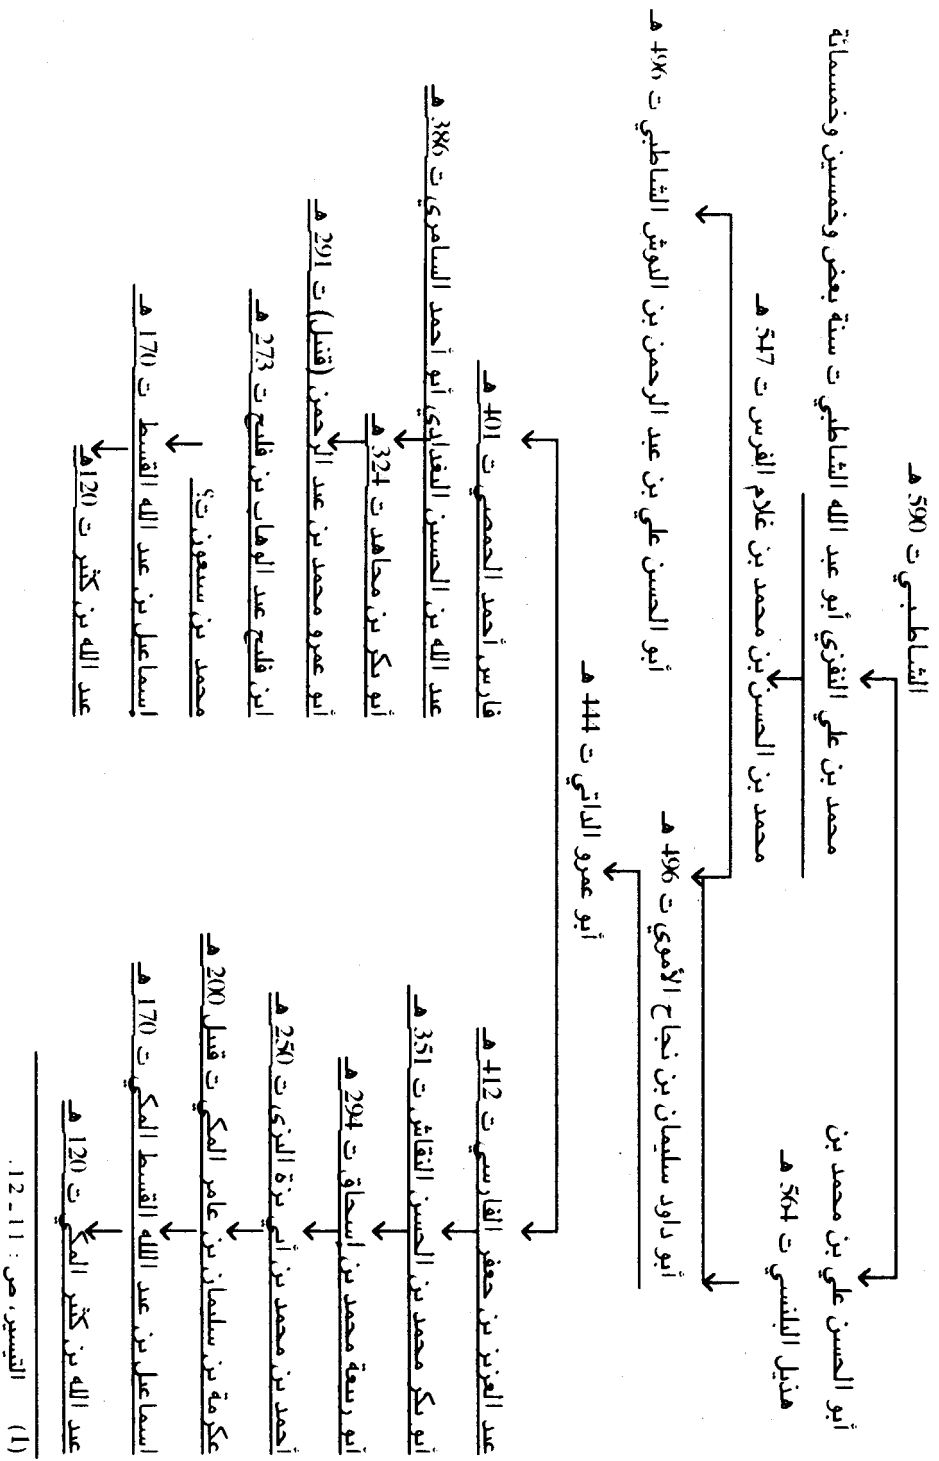 الشاطبي ت 590 هـ
محمد بن علي النفزي أبو عبد الله الشاطبي ت سنة بضع وخمسين وخمسمائة
أبو الحسن علي بن محمد بن
هذيل البلنسي ت 564 هـ
محمد بن الحسن بن محمد بن غلام الفرس ت 547 هـ
أبو الحسن علي بن عبد الرحمن بن الدوش الشاطبي ت 496 هـ
أبو داود سليمان بن نجاح الأموي ت 496 هـ
أبو عمرو الداني ت 444 هـ
فارس أحمد الحمصي ت 401 هـ
عبد الله بن الحسين البغدادي، أبو أحمد السامري، ت 386 هـ
أبو بكر بن مجاهد ت 324 هـ
أبو عمرو محمد بن عبد الرحمن (قنبل) ت 291 هـ
ابن فليح عبد الوهاب بن فليح ت 273 هـ
محمد بن سبعون ت؟
اسماعيل بن عبد الله القسط ت 170 هـ
عبد الله بن كثير ت 120هـ
عبد العزيز بن جعفر الفارسي ت 412 هـ
أبو بكر محمد بن الحسن النقاش ت 351 هـ
أبو ربيعة محمد بن اسحاق ت 294 هـ
أحمد بن محمد بن أبي بزة البزي ت 250 هـ
عكرمة بن سليمان بن عامر المكي ت قبيل 200 هـ
اسماعيل بن عبد الله القسط المكي ت 170 هـ
عبد الله بن كثير المكي ت 120 هـ
(1) التيسير، ص : 11 ـ 12.